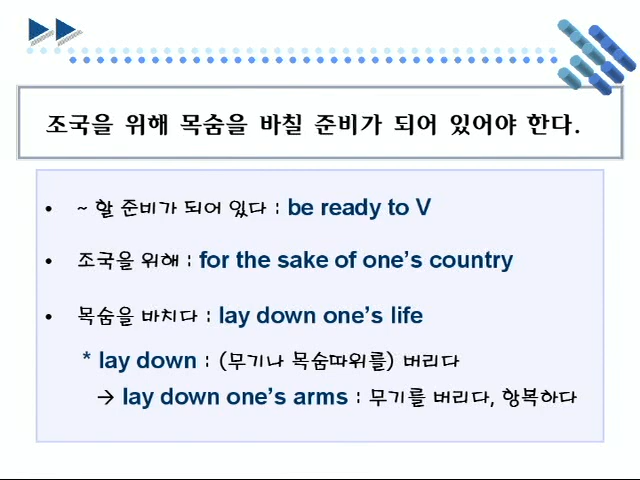 조국을 위해 목숨을 바칠 준비가 되어 있어야 한다.
• ~ 할 준비가 되어 있다 : be ready to V
• 조국을 위해 : for the sake of one’s country
• 목숨을 바치다 : lay down one’s life
* lay down : (무기나 목숨따위를) 버리다
→ lay down one’s arms : 무기를 버리다, 항복하다